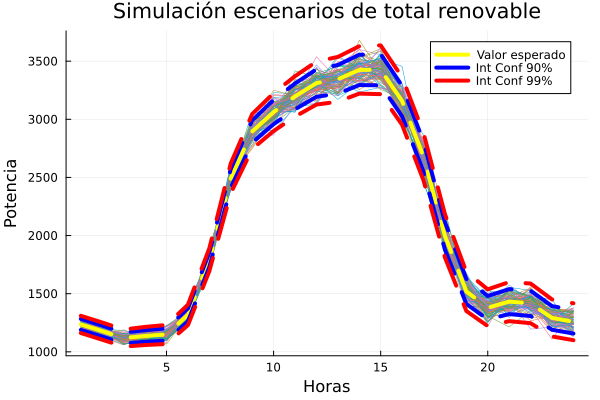 Simulación escenarios de total renovable
Potencia
3500
3000
2500
2000
1500
1000
Valor esperado
Int Conf 90%
Int Conf 99%
5
10
15
20
Horas